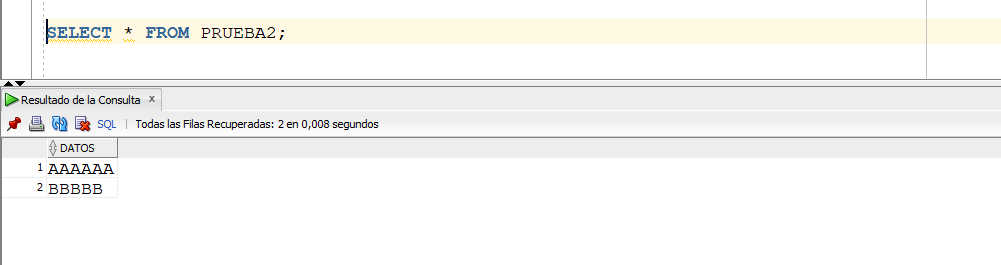 SELECT * FROM PRUEBA2;
Resultado de la Consulta x
SQL | Todas las Filas Recuperadas: 2 en 0,008 segundos
DATOS
1 AAAAAA
2 BBBBB